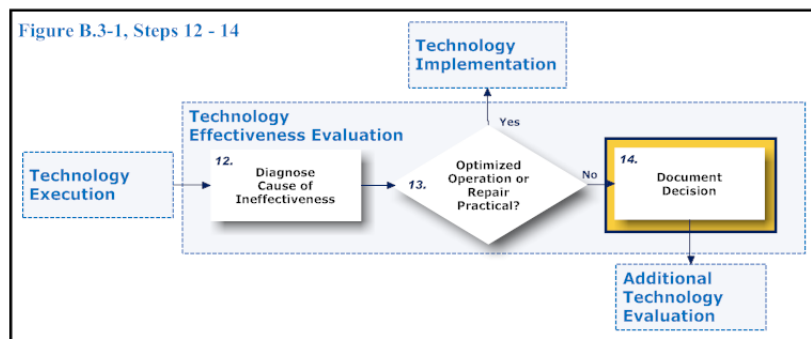 Figure B.3-1, Steps 12 - 14
Technology
Implementation
Technology
Effectiveness Evaluation
Yes
Technology
Execution
12.
Diagnose
Cause of
Ineffectiveness
13.
Optimized
Operation or
Repair
Practical?
No
14.
Document
Decision
Additional
Technology
Evaluation